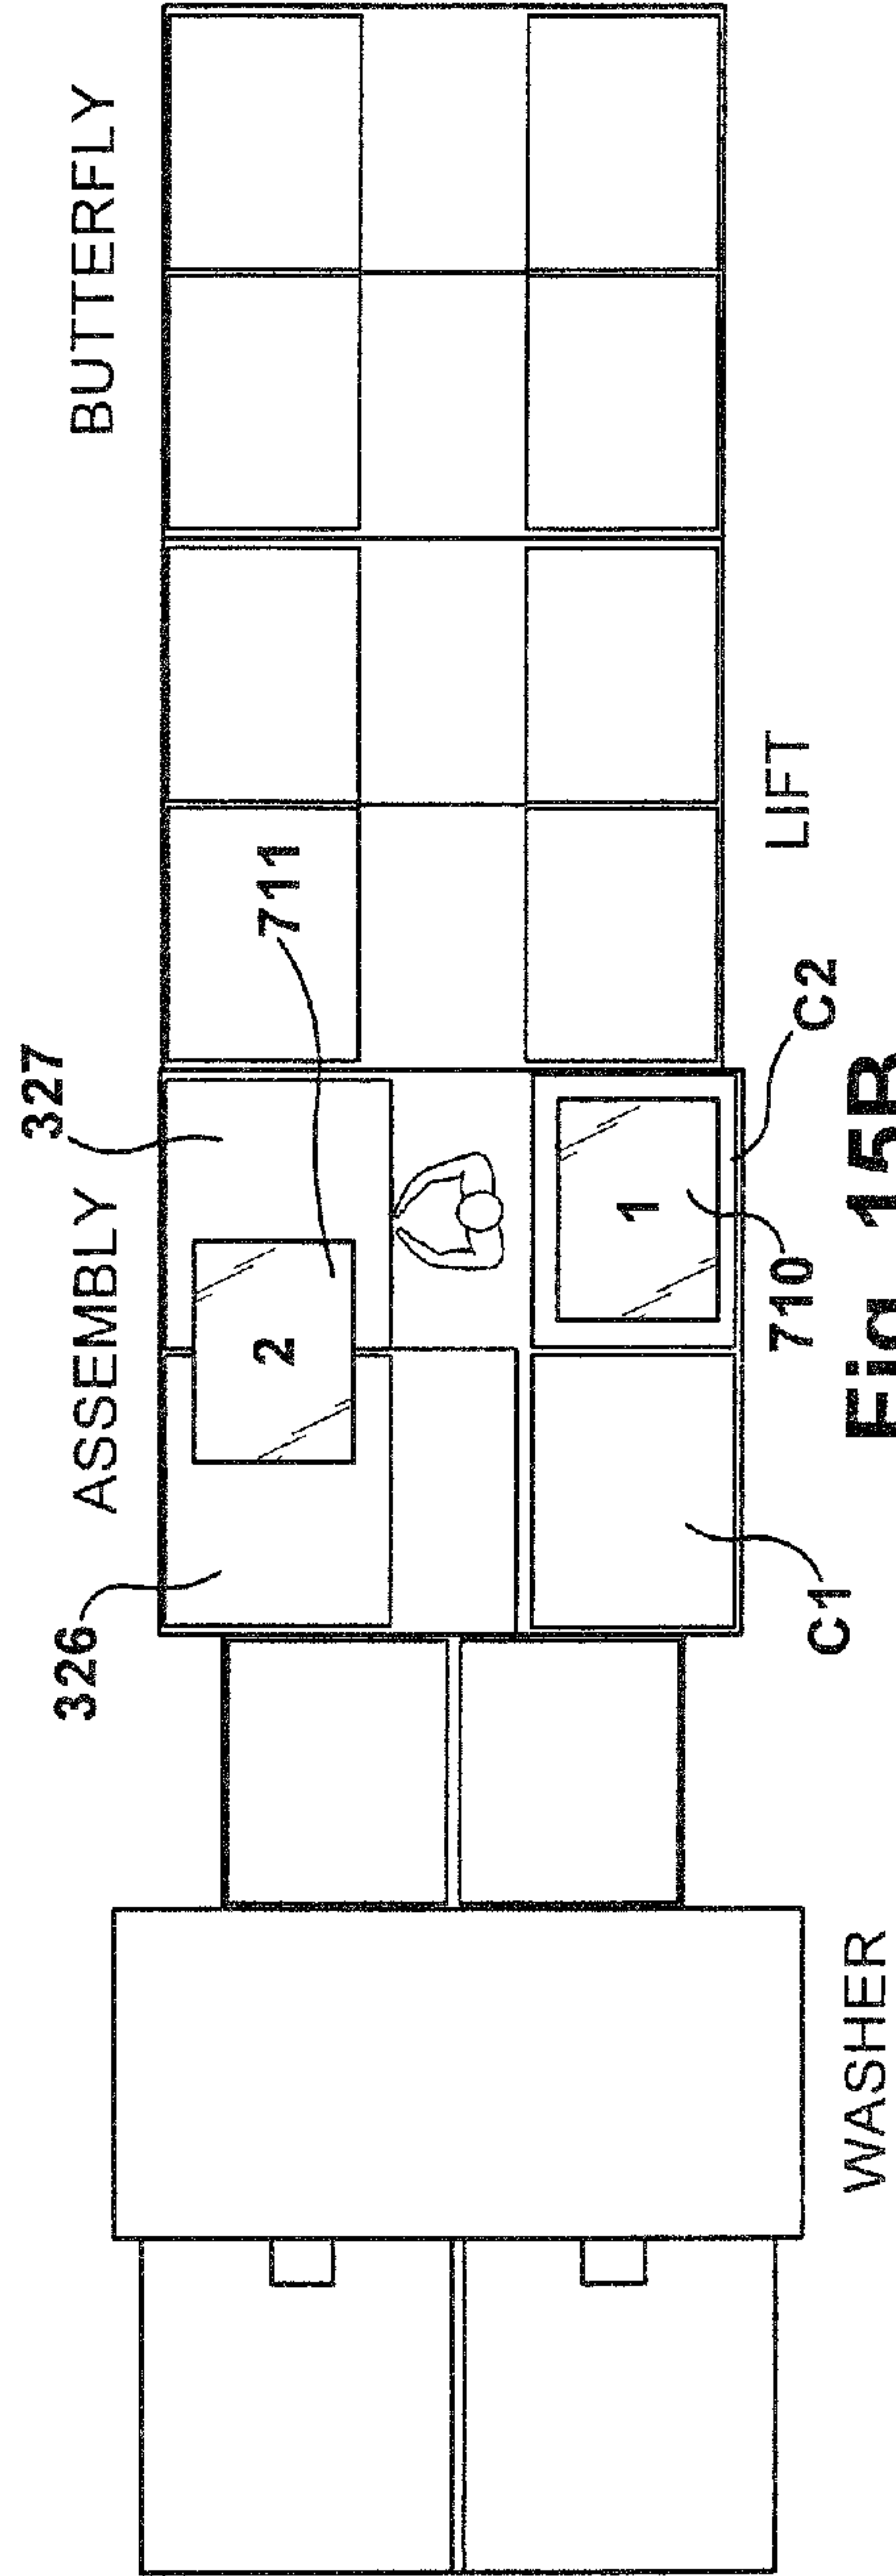 BUTTERFLY
ASSEMBLY
327
326
711
2
1
710
C2
C1
LIFT
WASHER
Fig. 15B